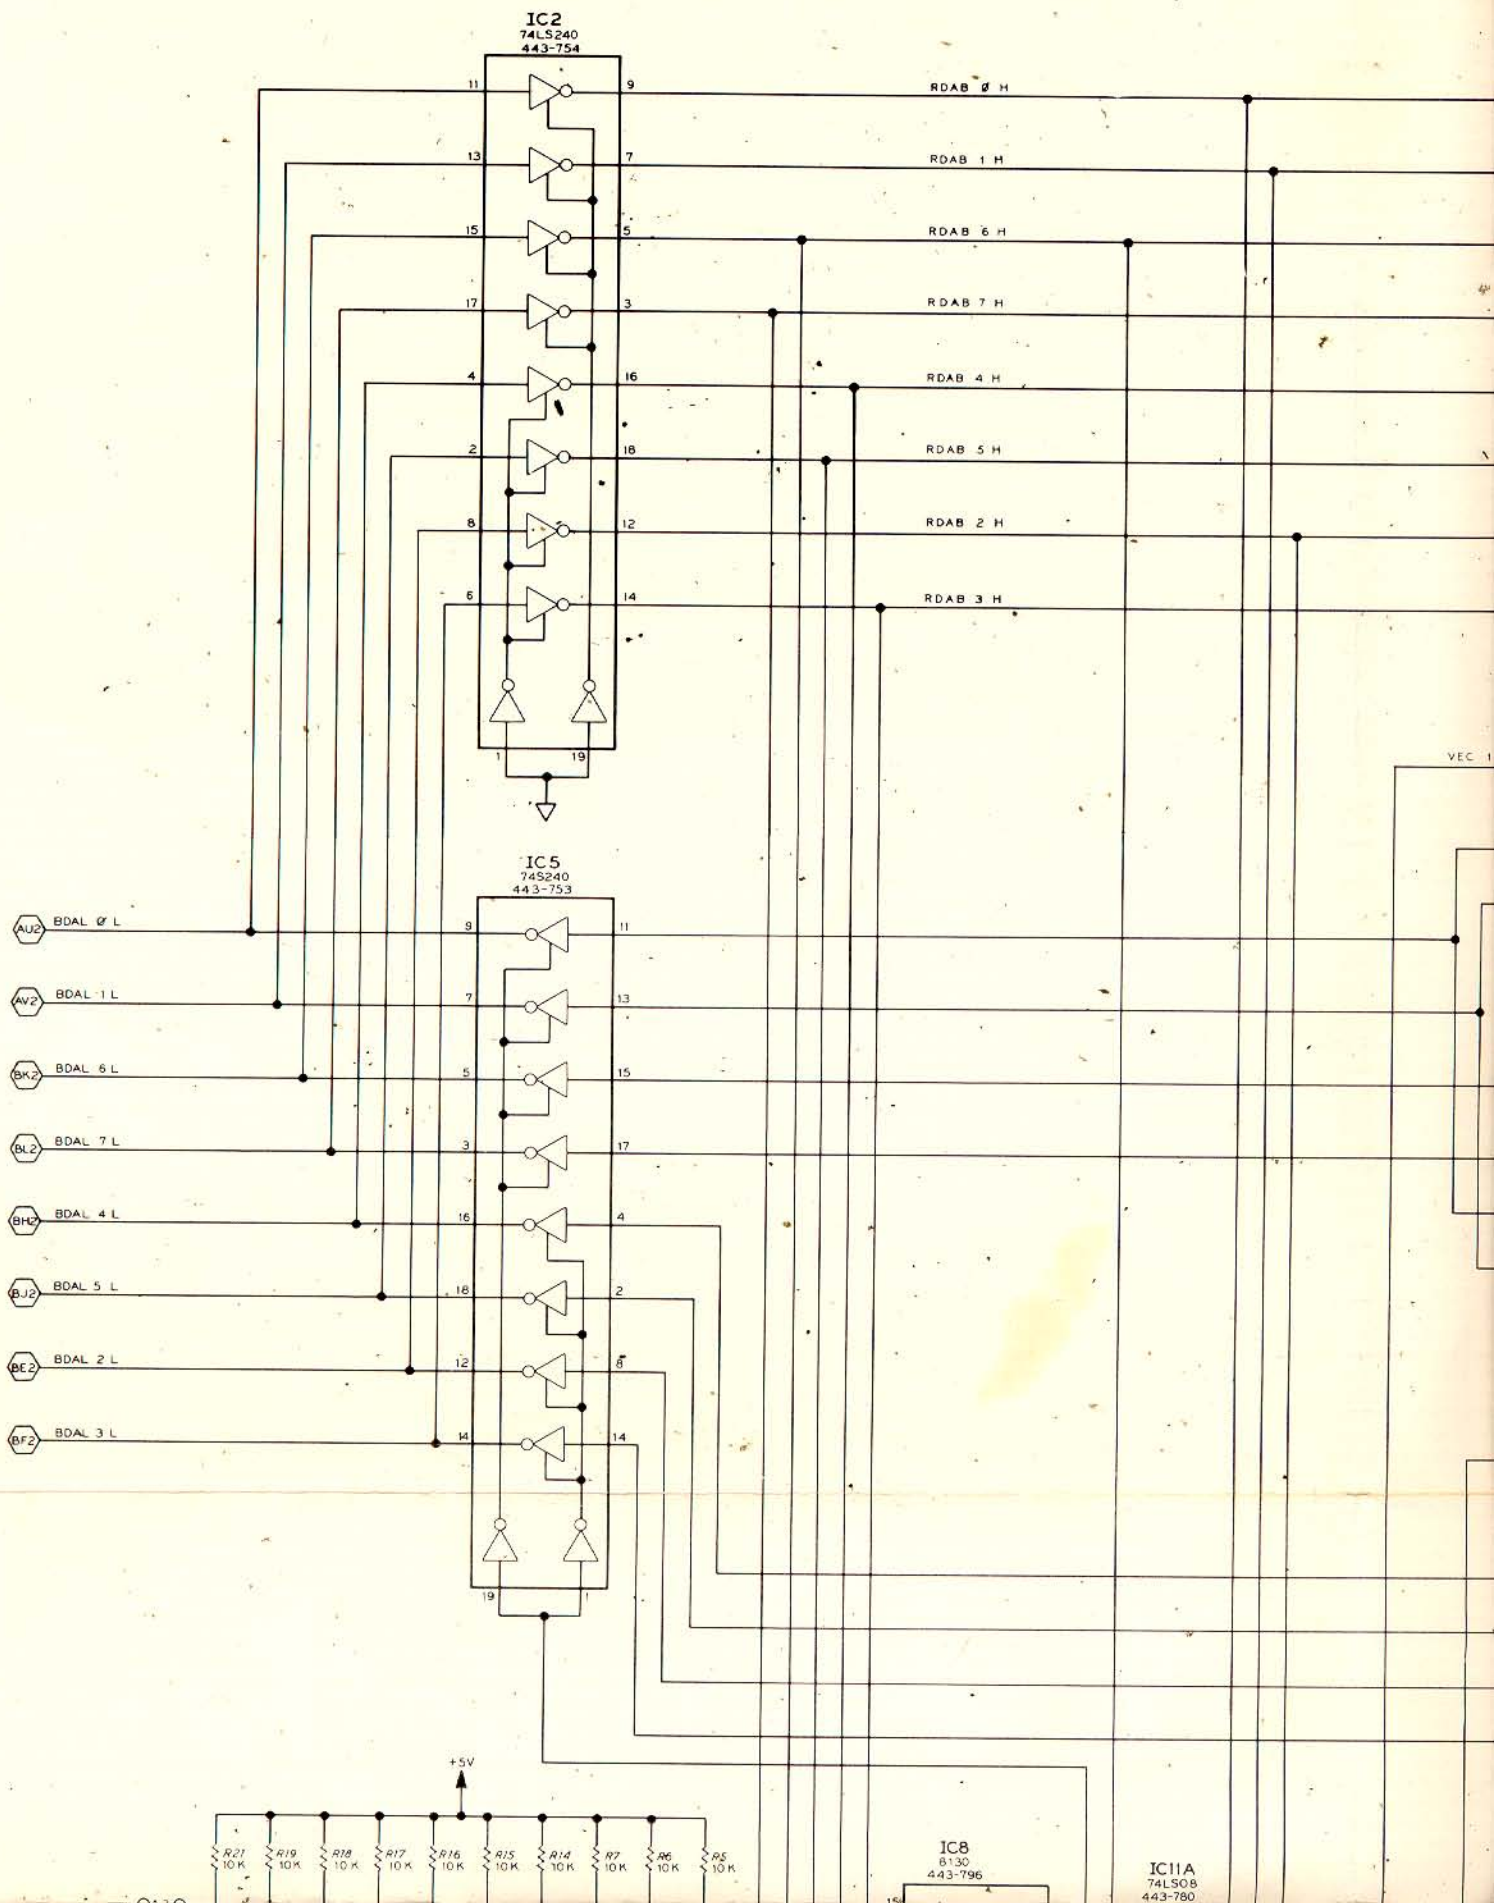 IC2
74LS240
443-754
11 9 RDAB Ø H
13 7 RDAB 1 H
15 5 RDAB 6 H
17 3 RDAB 7 H
4 16 RDAB 4 H
2 18 RDAB 5 H
8 12 RDAB 2 H
6 14 RDAB 3 H
1 19
VEC 1
IC5
74S240
443-753
AU2 BDAL Ø L 9 11
AV2 BDAL 1 L 7 13
BK2 BDAL 6 L 5 15
BL2 BDAL 7 L 3 17
BH2 BDAL 4 L 16 4
BJ2 BDAL 5 L 18 2
BE2 BDAL 2 L 12 8
BF2 BDAL 3 L 14 14
19 1
+5V
R21 10K
R19 10K
R18 10K
R17 10K
R16 10K
R15 10K
R14 10K
R7 10K
R6 10K
R5 10K
IC8
8130
443-796
IC11A
74LS08
443-780